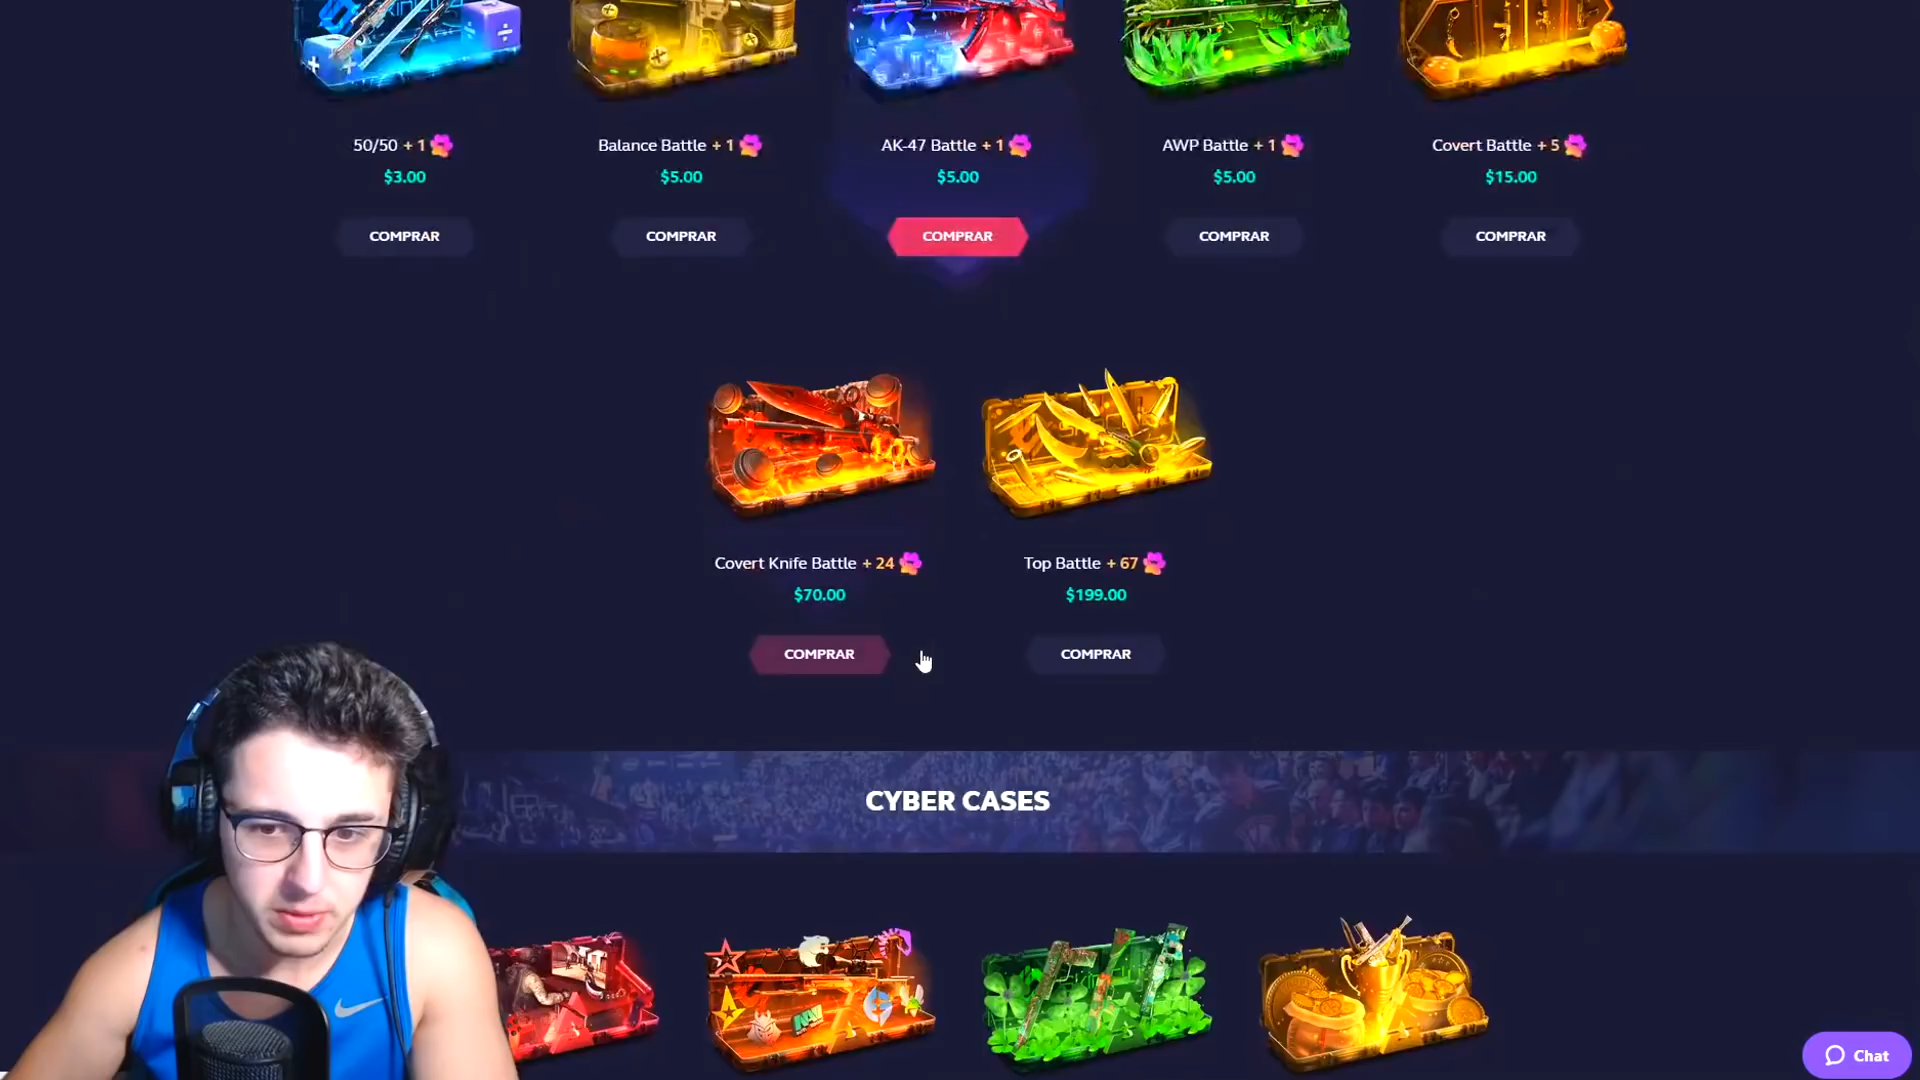 50/50 + 1
$3.00
COMPRAR
Balance Battle + 1
$5.00
COMPRAR
AK-47 Battle + 1
$5.00
COMPRAR
AWP Battle + 1
$5.00
COMPRAR
Covert Battle + 5
$15.00
COMPRAR
Covert Knife Battle + 24
$70.00
COMPRAR
Top Battle + 67
$199.00
COMPRAR
CYBER CASES
NAVI
Chat